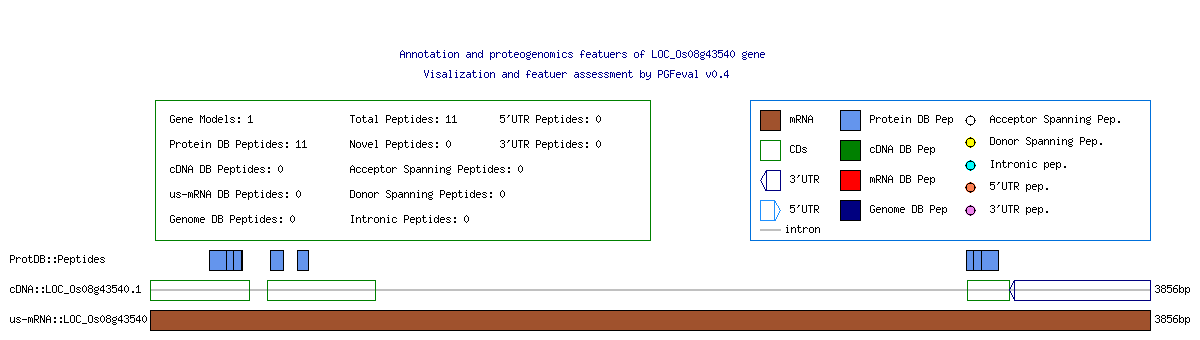 Annotation and proteogenomics featuers of LOC_Os08g43540 gene
Visalization and featuer assessment by PGFeval v0.4
Gene Models: 1
Total Peptides: 11
5'UTR Peptides: 0
Protein DB Peptides: 11
Novel Peptides: 0
3'UTR Peptides: 0
cDNA DB Peptides: 0
Acceptor Spanning Peptides: 0
us-mRNA DB Peptides: 0
Donor Spanning Peptides: 0
Genome DB Peptides: 0
Intronic Peptides: 0
mRNA
Protein DB Pep
Acceptor Spanning Pep.
CDs
cDNA DB Pep
Donor Spanning Pep.
3'UTR
mRNA DB Pep
Intronic pep.
5'UTR
Genome DB Pep
5'UTR pep.
3'UTR pep.
intron
ProtDB::Peptides
cDNA::LOC_Os08g43540.1
3856bp
us-mRNA::LOC_Os08g43540
3856bp